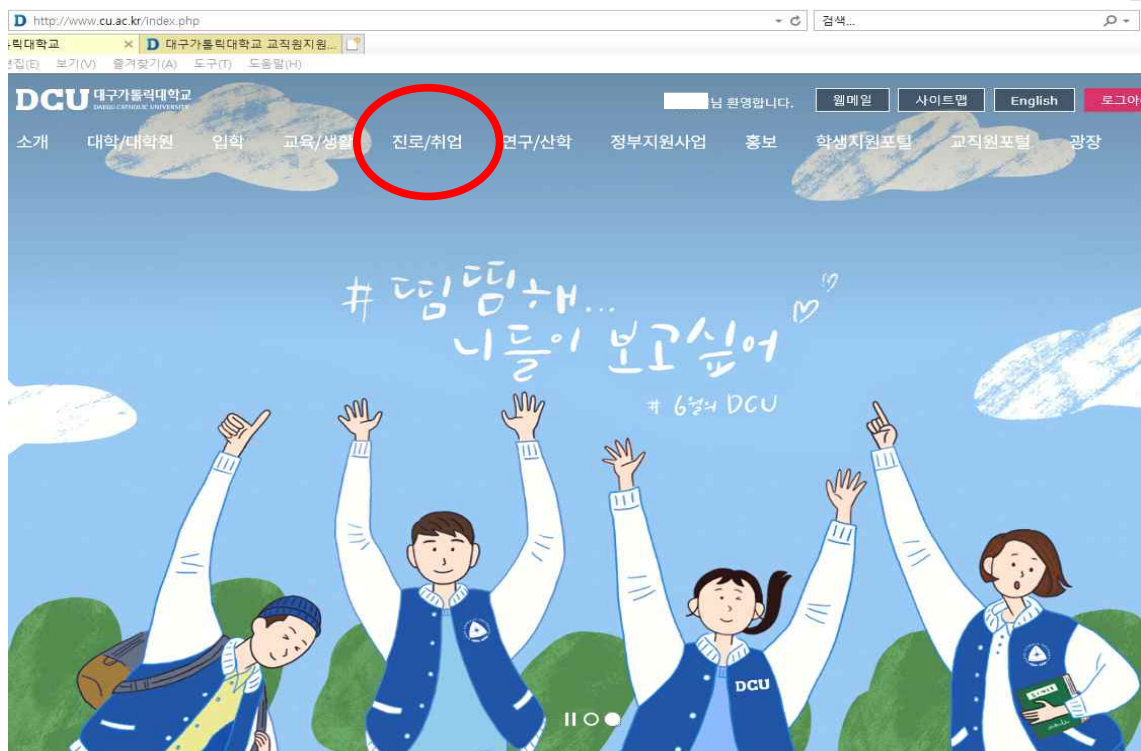 http://www.cu.ac.kr/index.php
검색...
릭대학교
대구가톨릭대학교 교직원지원...
편집(E) 보기(V) 즐겨찾기(A) 도구(T) 도움말(H)
DCU 대구가톨릭대학교
DAEGU CATHOLIC UNIVERSITY
님 환영합니다.
웹메일
사이트맵
English
로그아
소개 대학/대학원 입학 교육/생활 진로/취업 연구/산학 정부지원사업 홍보 학생지원포털 교직원포털 광장
# 띰띰해...
니들이 보고싶어
# 6월의 DCU
DCU